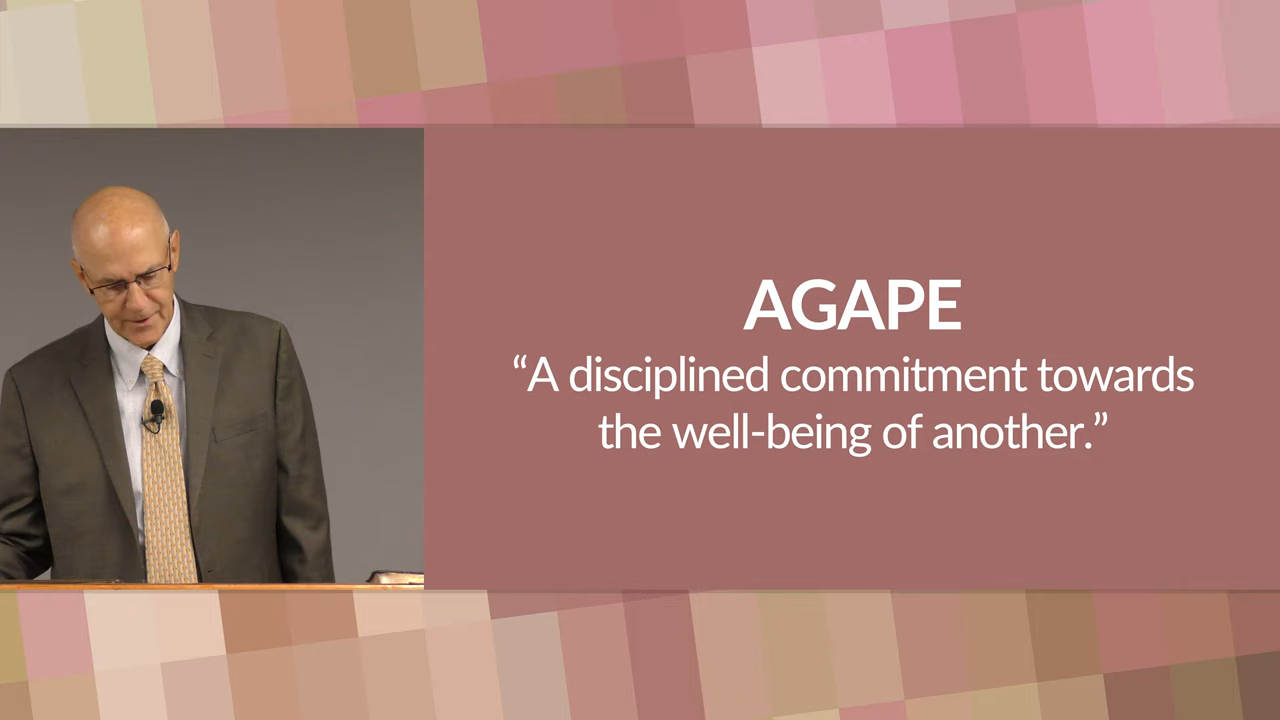 AGAPE
“A disciplined commitment towards
the well-being of another.”